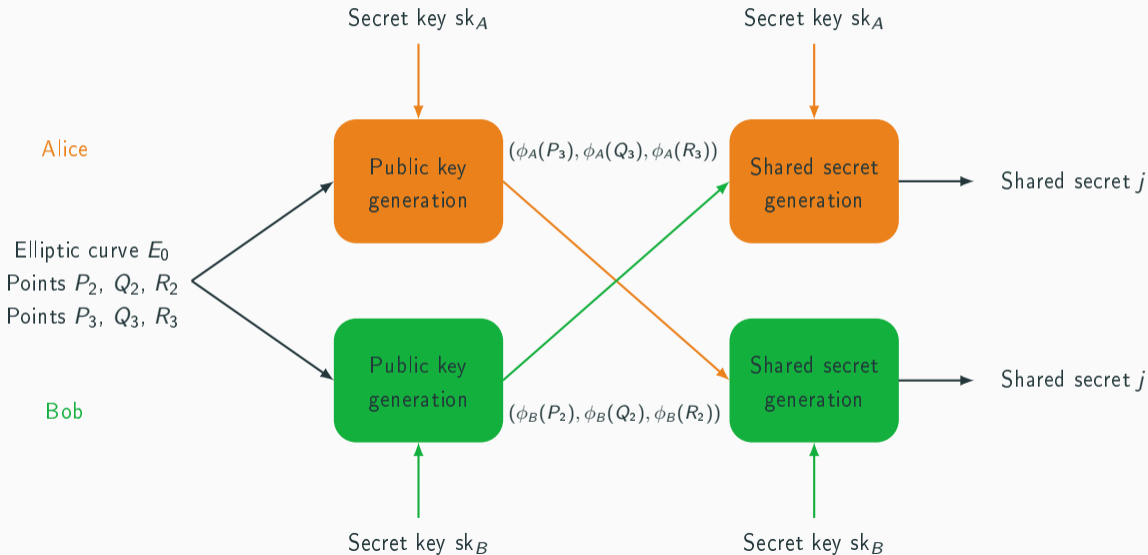 Secret key sk_A
Secret key sk_A
Alice
(ϕ_A(P_3), ϕ_A(Q_3), ϕ_A(R_3))
Public key
generation
Shared secret
generation
Shared secret j
Elliptic curve E_0
Points P_2, Q_2, R_2
Points P_3, Q_3, R_3
Public key
generation
Shared secret
generation
Shared secret j
Bob
(ϕ_B(P_2), ϕ_B(Q_2), ϕ_B(R_2))
Secret key sk_B
Secret key sk_B